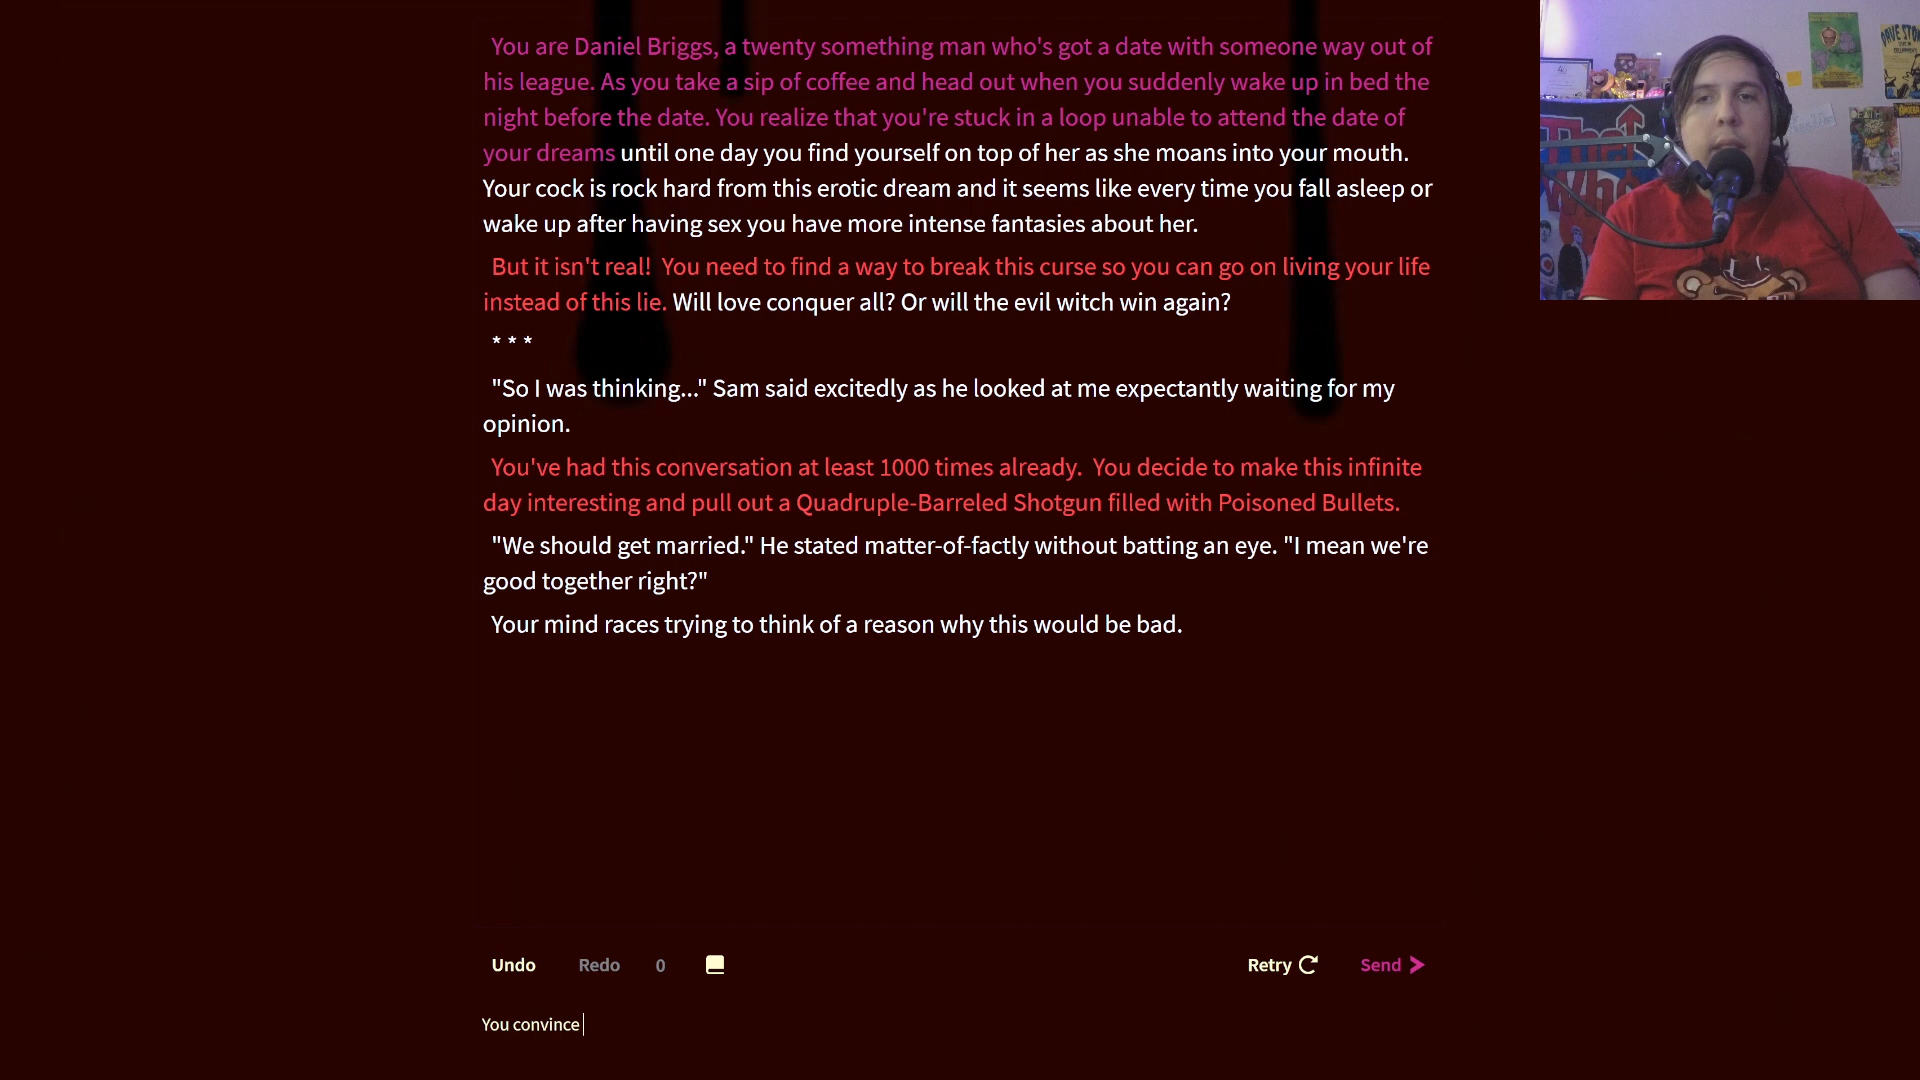 You are Daniel Briggs, a twenty something man who's got a date with someone way out of
his league. As you take a sip of coffee and head out when you suddenly wake up in bed the
night before the date. You realize that you're stuck in a loop unable to attend the date of
your dreams until one day you find yourself on top of her as she moans into your mouth.
Your cock is rock hard from this erotic dream and it seems like every time you fall asleep or
wake up after having sex you have more intense fantasies about her.
But it isn't real!  You need to find a way to break this curse so you can go on living your life
instead of this lie. Will love conquer all? Or will the evil witch win again?
* * *
"So I was thinking..." Sam said excitedly as he looked at me expectantly waiting for my
opinion.
You've had this conversation at least 1000 times already.  You decide to make this infinite
day interesting and pull out a Quadruple-Barreled Shotgun filled with Poisoned Bullets.
"We should get married." He stated matter-of-factly without batting an eye. "I mean we're
good together right?"
Your mind races trying to think of a reason why this would be bad.
Undo Redo 0 Retry Send
You convince